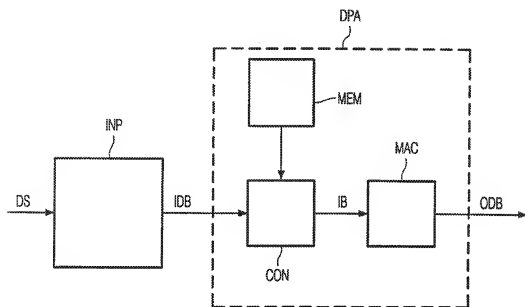 DPA
INP
MEM
MAC
DS
IDB
IB
ODB
CON